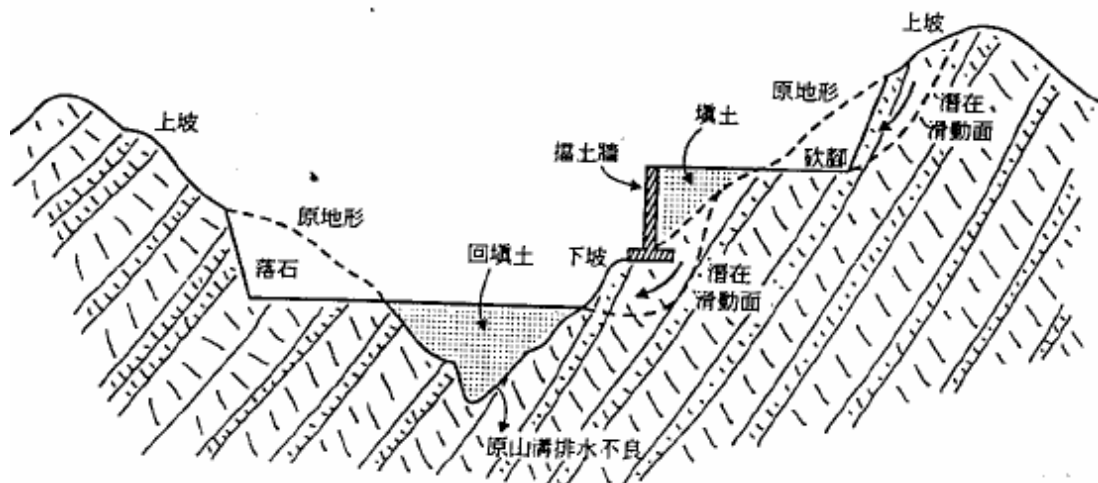 上坡
原地形
潛在
滑動面
填土
擋土牆
砍腳
上坡
原地形
落石
回填土
下坡
潛在
滑動面
原山溝排水不良